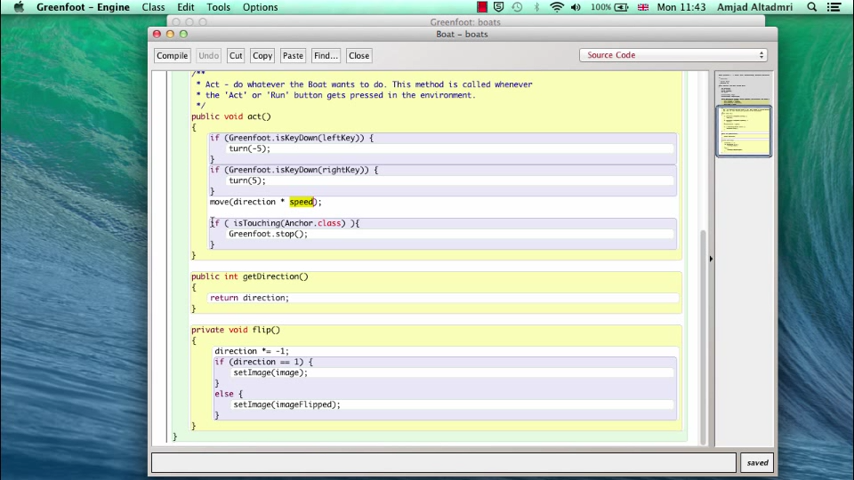 Greenfoot - Engine Class Edit Tools Options 100% Mon 11:43 Amjad Altadmri
Greenfoot: boats
Boat - boats
Compile Undo Cut Copy Paste Find... Close Source Code
/**
* Act - do whatever the Boat wants to do. This method is called whenever
* the 'Act' or 'Run' button gets pressed in the environment.
*/
public void act()
{
if (Greenfoot.isKeyDown(leftKey)) {
turn(-5);
}
if (Greenfoot.isKeyDown(rightKey)) {
turn(5);
}
move(direction * speed);
if ( isTouching(Anchor.class) ){
Greenfoot.stop();
}
}
public int getDirection()
{
return direction;
}
private void flip()
{
direction *= -1;
if (direction == 1) {
setImage(image);
}
else {
setImage(imageFlipped);
}
}
}
saved